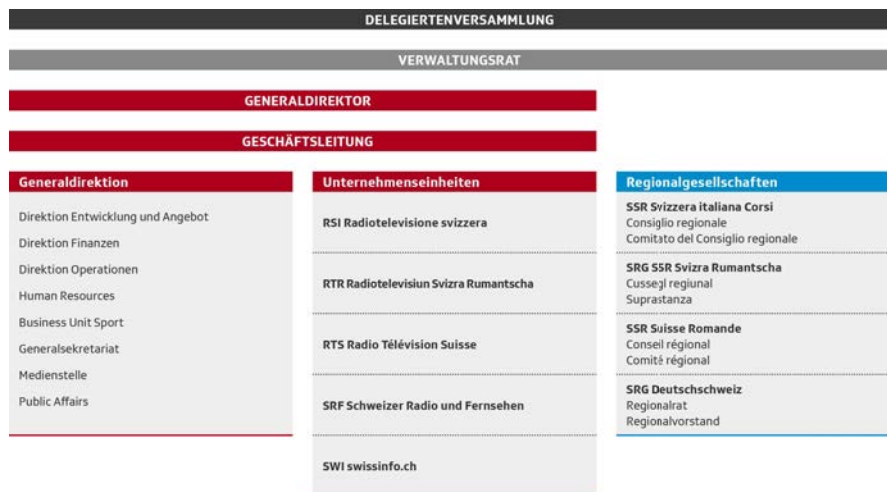 DELEGIERTENVERSAMMLUNG
VERWALTUNGSRAT
GENERALDIREKTOR
GESCHÄFTSLEITUNG
Generaldirektion
Direktion Entwicklung und Angebot
Direktion Finanzen
Direktion Operationen
Human Resources
Business Unit Sport
Generalsekretariat
Medienstelle
Public Affairs
Unternehmenseinheiten
RSI Radiotelevisione svizzera
RTR Radiotelevisiun Svizra Rumantscha
RTS Radio Télévision Suisse
SRF Schweizer Radio und Fernsehen
SWI swissinfo.ch
Regionalgesellschaften
SSR Svizzera italiana Corsi
Consiglio regionale
Comitato del Consiglio regionale
SRG SSR Svizra Rumantscha
Cussegl regiunal
Suprastanza
SSR Suisse Romande
Conseil régional
Comité régional
SRG Deutschschweiz
Regionalrat
Regionalvorstand